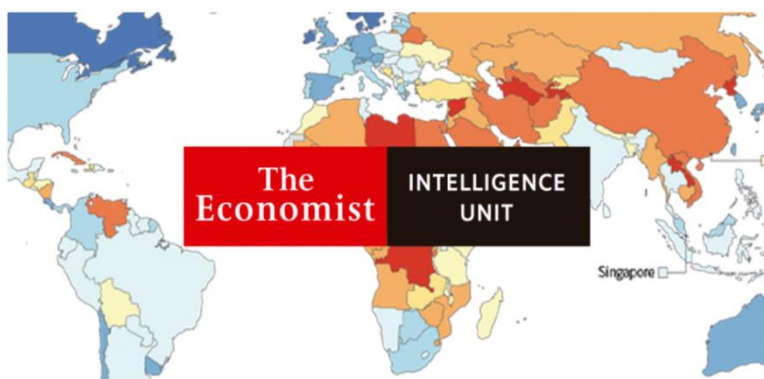 The
Economist
INTELLIGENCE
UNIT
Singapore